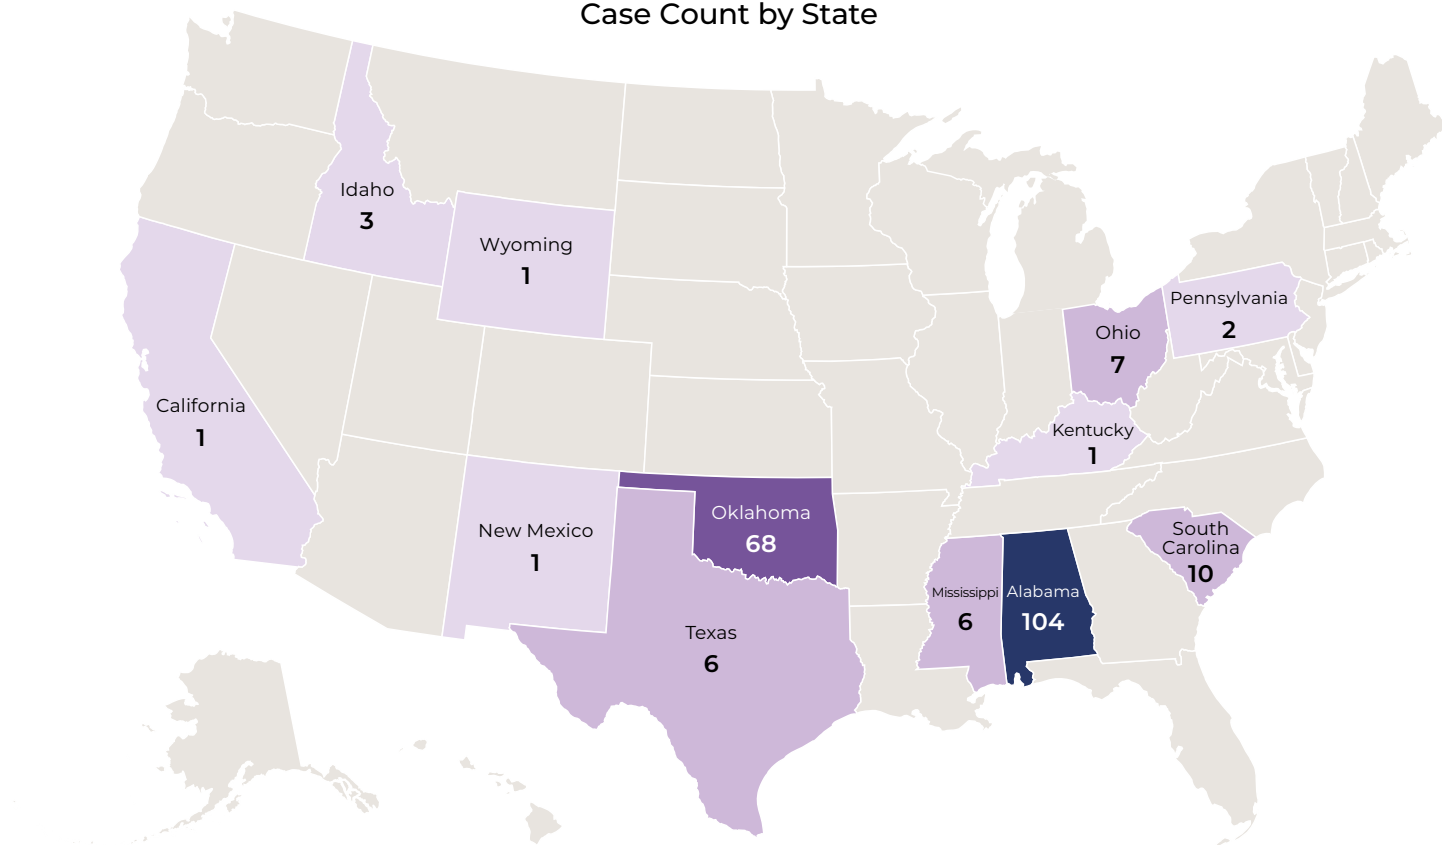 Case Count by State
Idaho
3
Wyoming
1
Pennsylvania
2
Ohio
7
California
1
Kentucky
1
New Mexico
1
Oklahoma
68
South
Carolina
10
Mississippi
6
Alabama
104
Texas
6